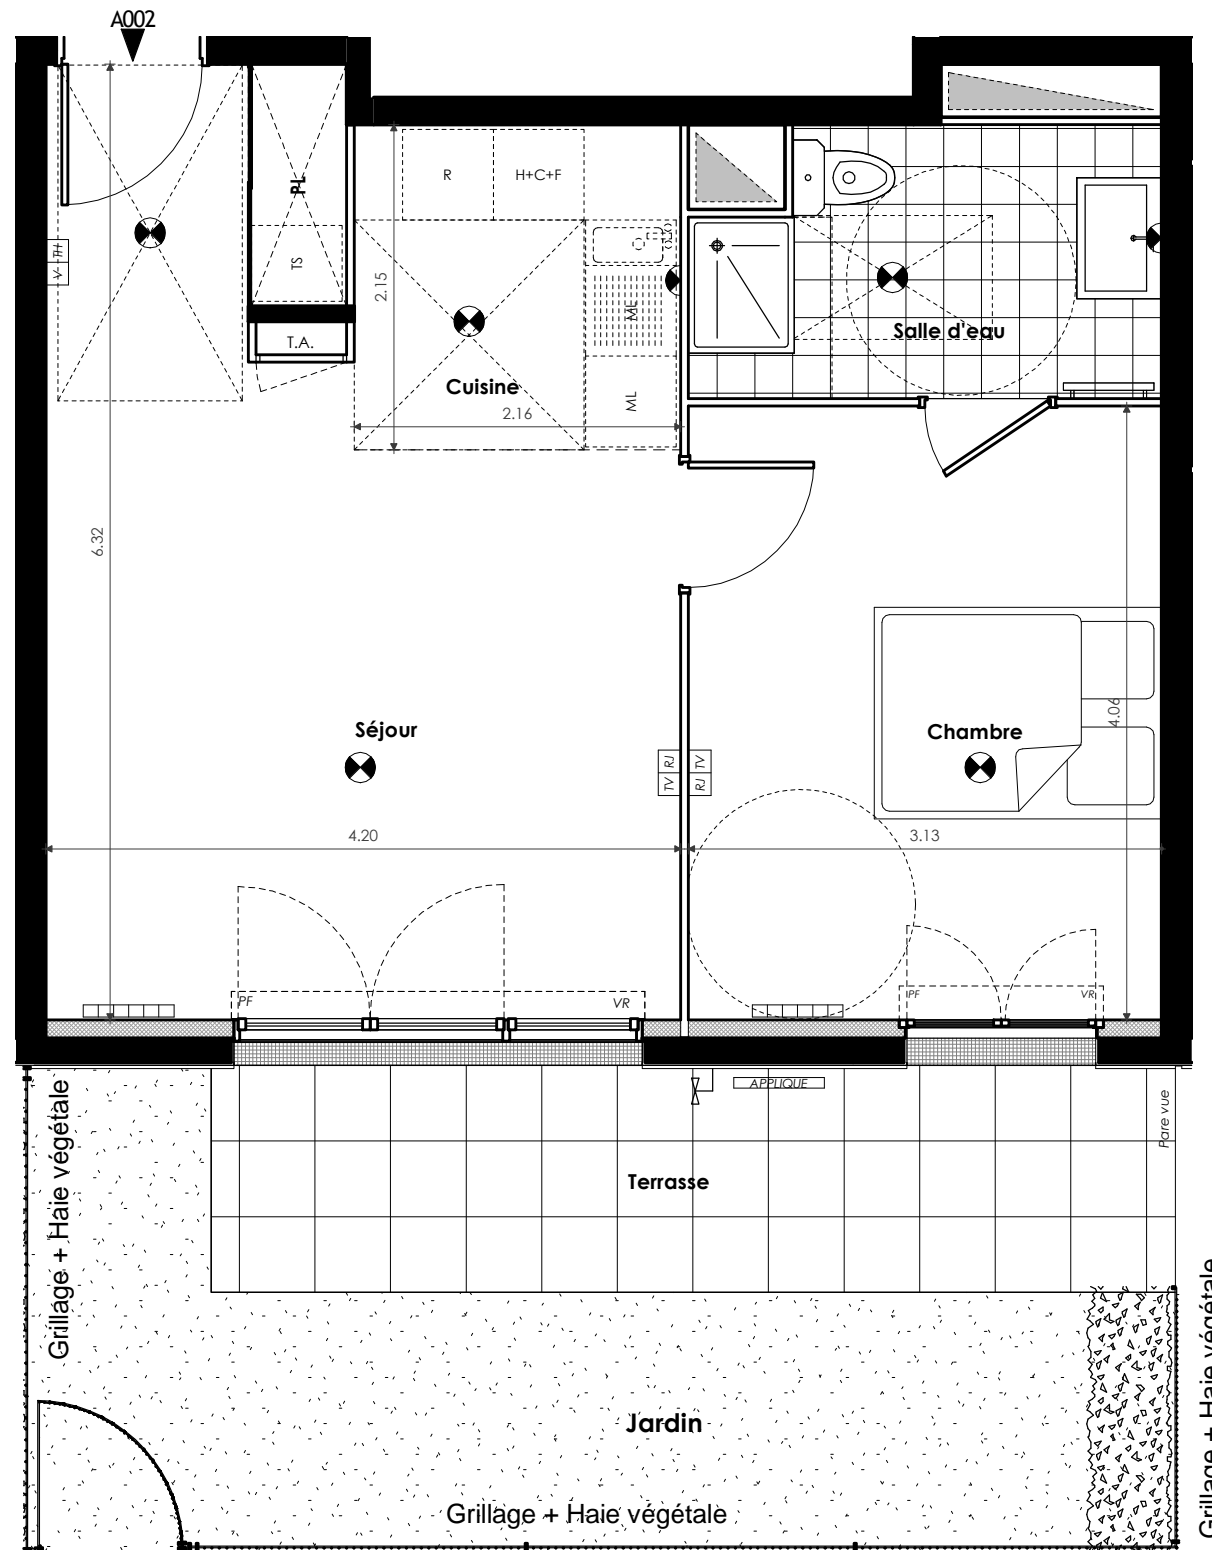 A002
PL
R
H+C+F
TS
V
TH
T.A.
2.15
ML
Cuisine
2.16
ML
Salle d'eau
6.32
Séjour
Chambre
4.06
TV
RJ
RJ
TV
4.20
3.13
PF
VR
PF
VR
APPLIQUE
Pare vue
Terrasse
Grillage + Haie végétale
Jardin
Grillage + Haie végétale
Grillage + Haie végétale